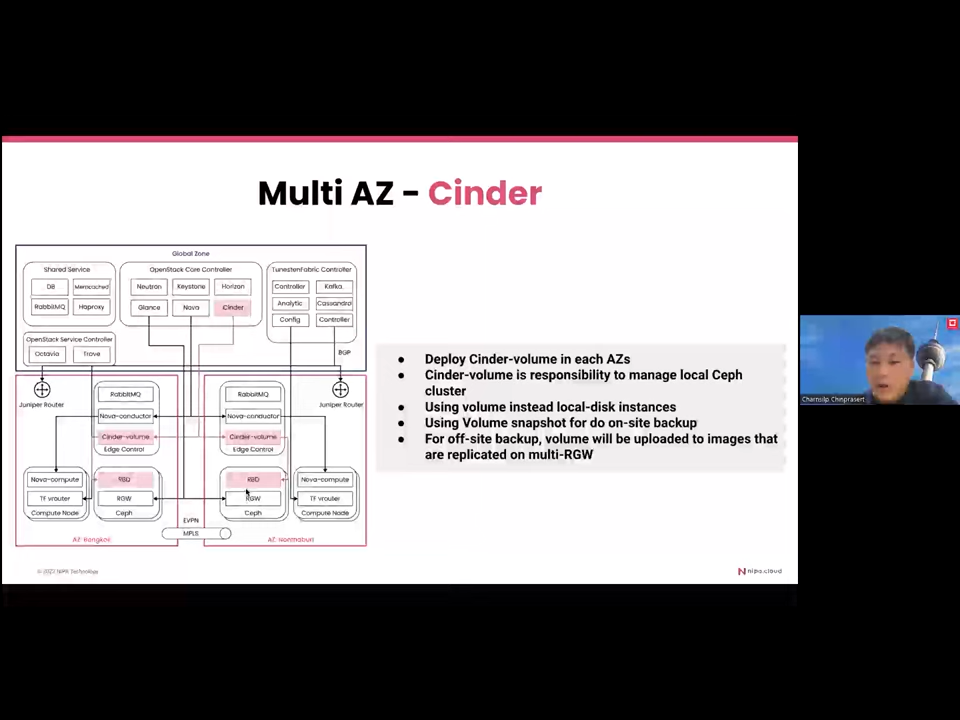 Multi AZ - Cinder
Global Zone
Shared Service
OpenStack Core Controller
TunestenFabric Controller
DB
Memcached
Neutron
Keystone
Horizon
Controller
Kafka
RabbitMQ
Haproxy
Glance
Nova
Cinder
Analytic
Cassandra
Config
Controller
OpenStack Service Controller
Octavia
Trove
BGP
Juniper Router
Juniper Router
RabbitMQ
RabbitMQ
Nova-conductor
Nova-conductor
Cinder-volume
Cinder-volume
Edge Control
Edge Control
Nova-compute
RBD
RBD
Nova-compute
TF vrouter
RGW
RGW
TF vrouter
Compute Node
Ceph
Ceph
Compute Node
EVPN
MPLS
AZ: Bangkok
AZ: Nonthaburi
● Deploy Cinder-volume in each AZs
● Cinder-volume is responsibility to manage local Ceph
cluster
● Using volume instead local-disk instances
● Using Volume snapshot for do on-site backup
● For off-site backup, volume will be uploaded to images that
are replicated on multi-RGW
nipa.cloud